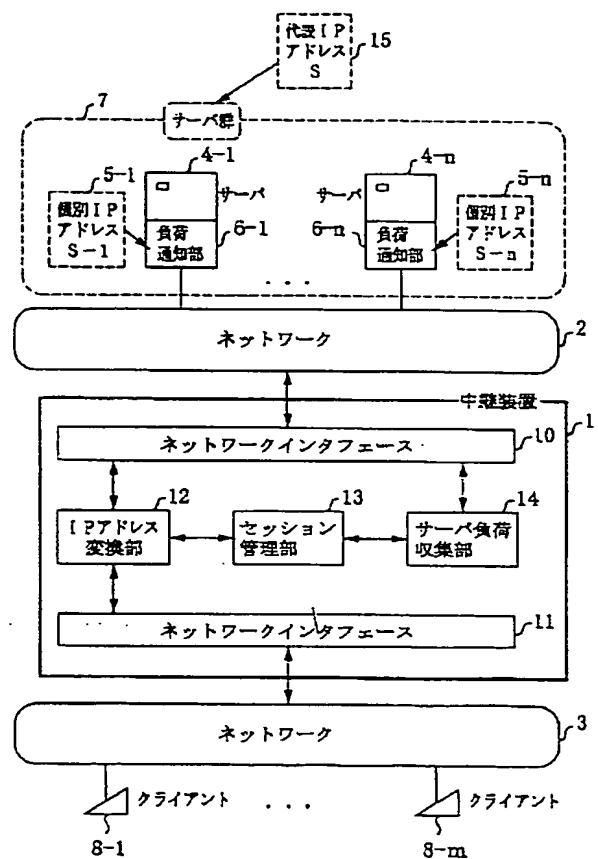 代表IP
アドレス
S
15
7
サーバ群
4-1
4-n
5-1
5-n
個別IP
アドレス
S-1
サーバ
サーバ
個別IP
アドレス
S-n
負荷
通知部
6-1
6-n
負荷
通知部
. . .
ネットワーク
2
中継装置
1
ネットワークインタフェース
10
12
13
14
IPアドレス
変換部
セッション
管理部
サーバ負荷
収集部
ネットワークインタフェース
11
ネットワーク
3
クライアント
. . .
クライアント
8-1
8-m